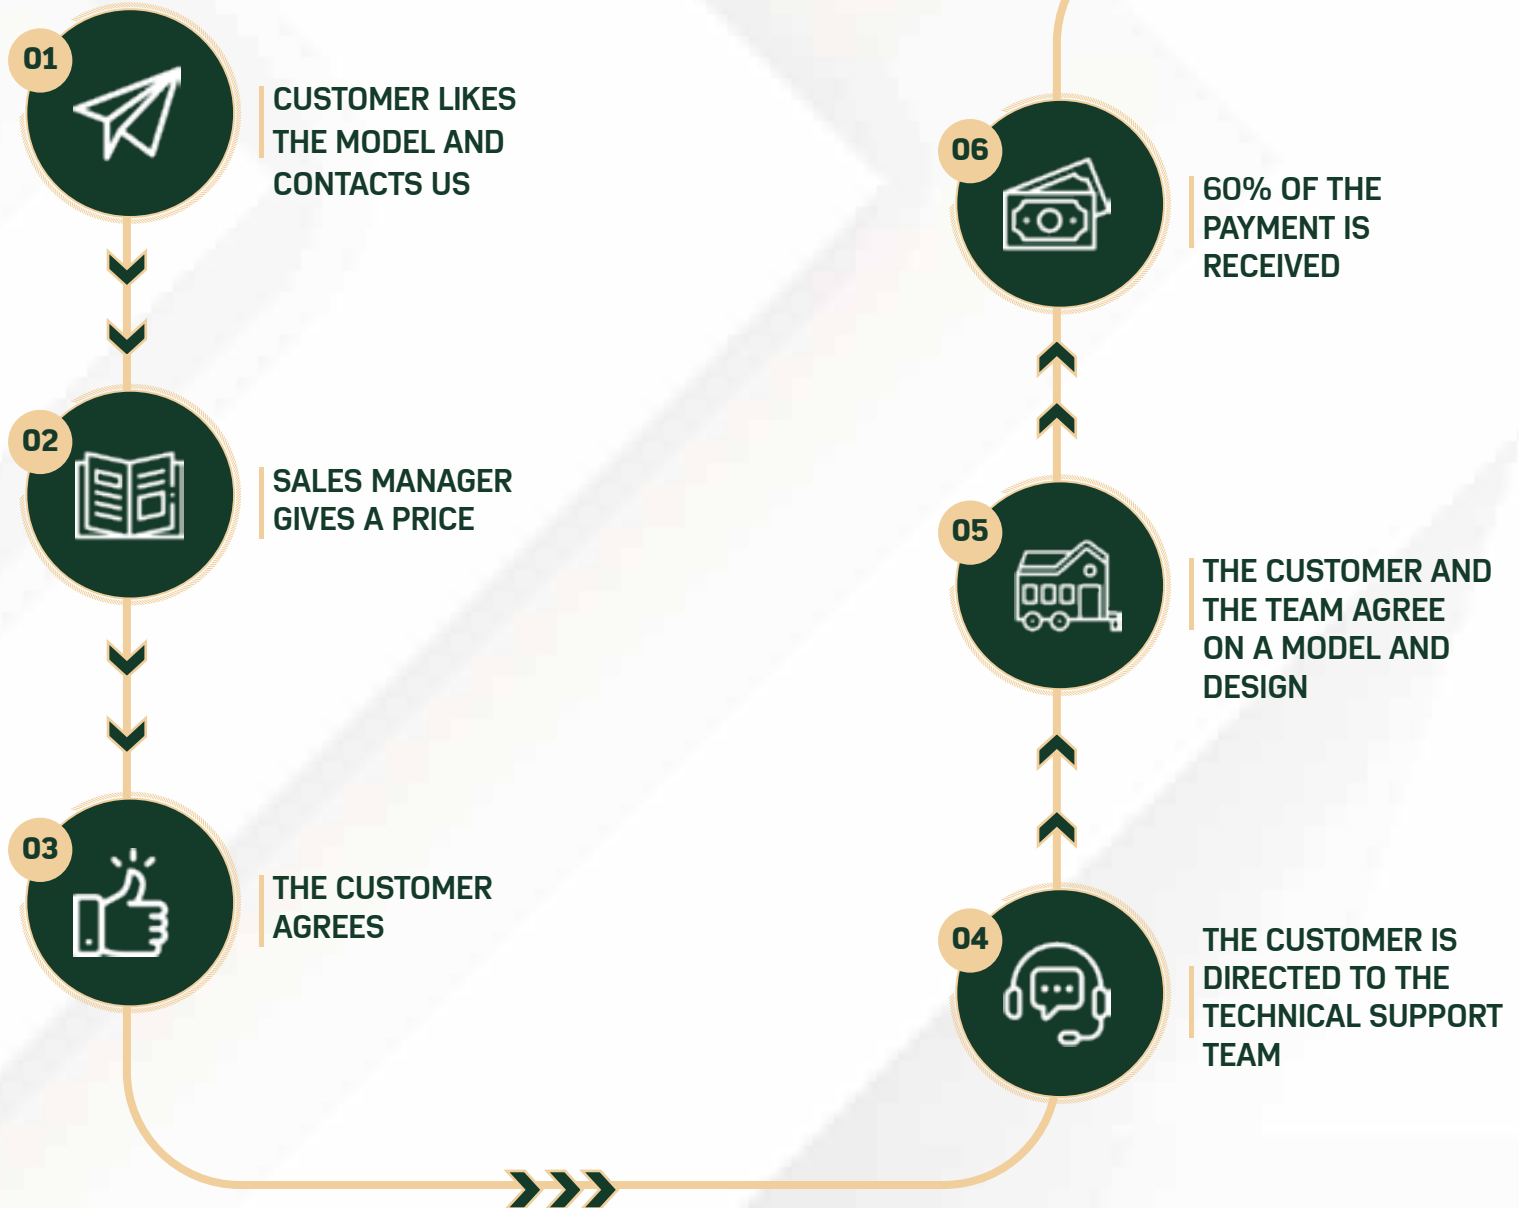 01
CUSTOMER LIKES
THE MODEL AND
CONTACTS US
02
SALES MANAGER
GIVES A PRICE
03
THE CUSTOMER
AGREES
04
THE CUSTOMER IS
DIRECTED TO THE
TECHNICAL SUPPORT
TEAM
05
THE CUSTOMER AND
THE TEAM AGREE
ON A MODEL AND
DESIGN
06
60% OF THE
PAYMENT IS
RECEIVED